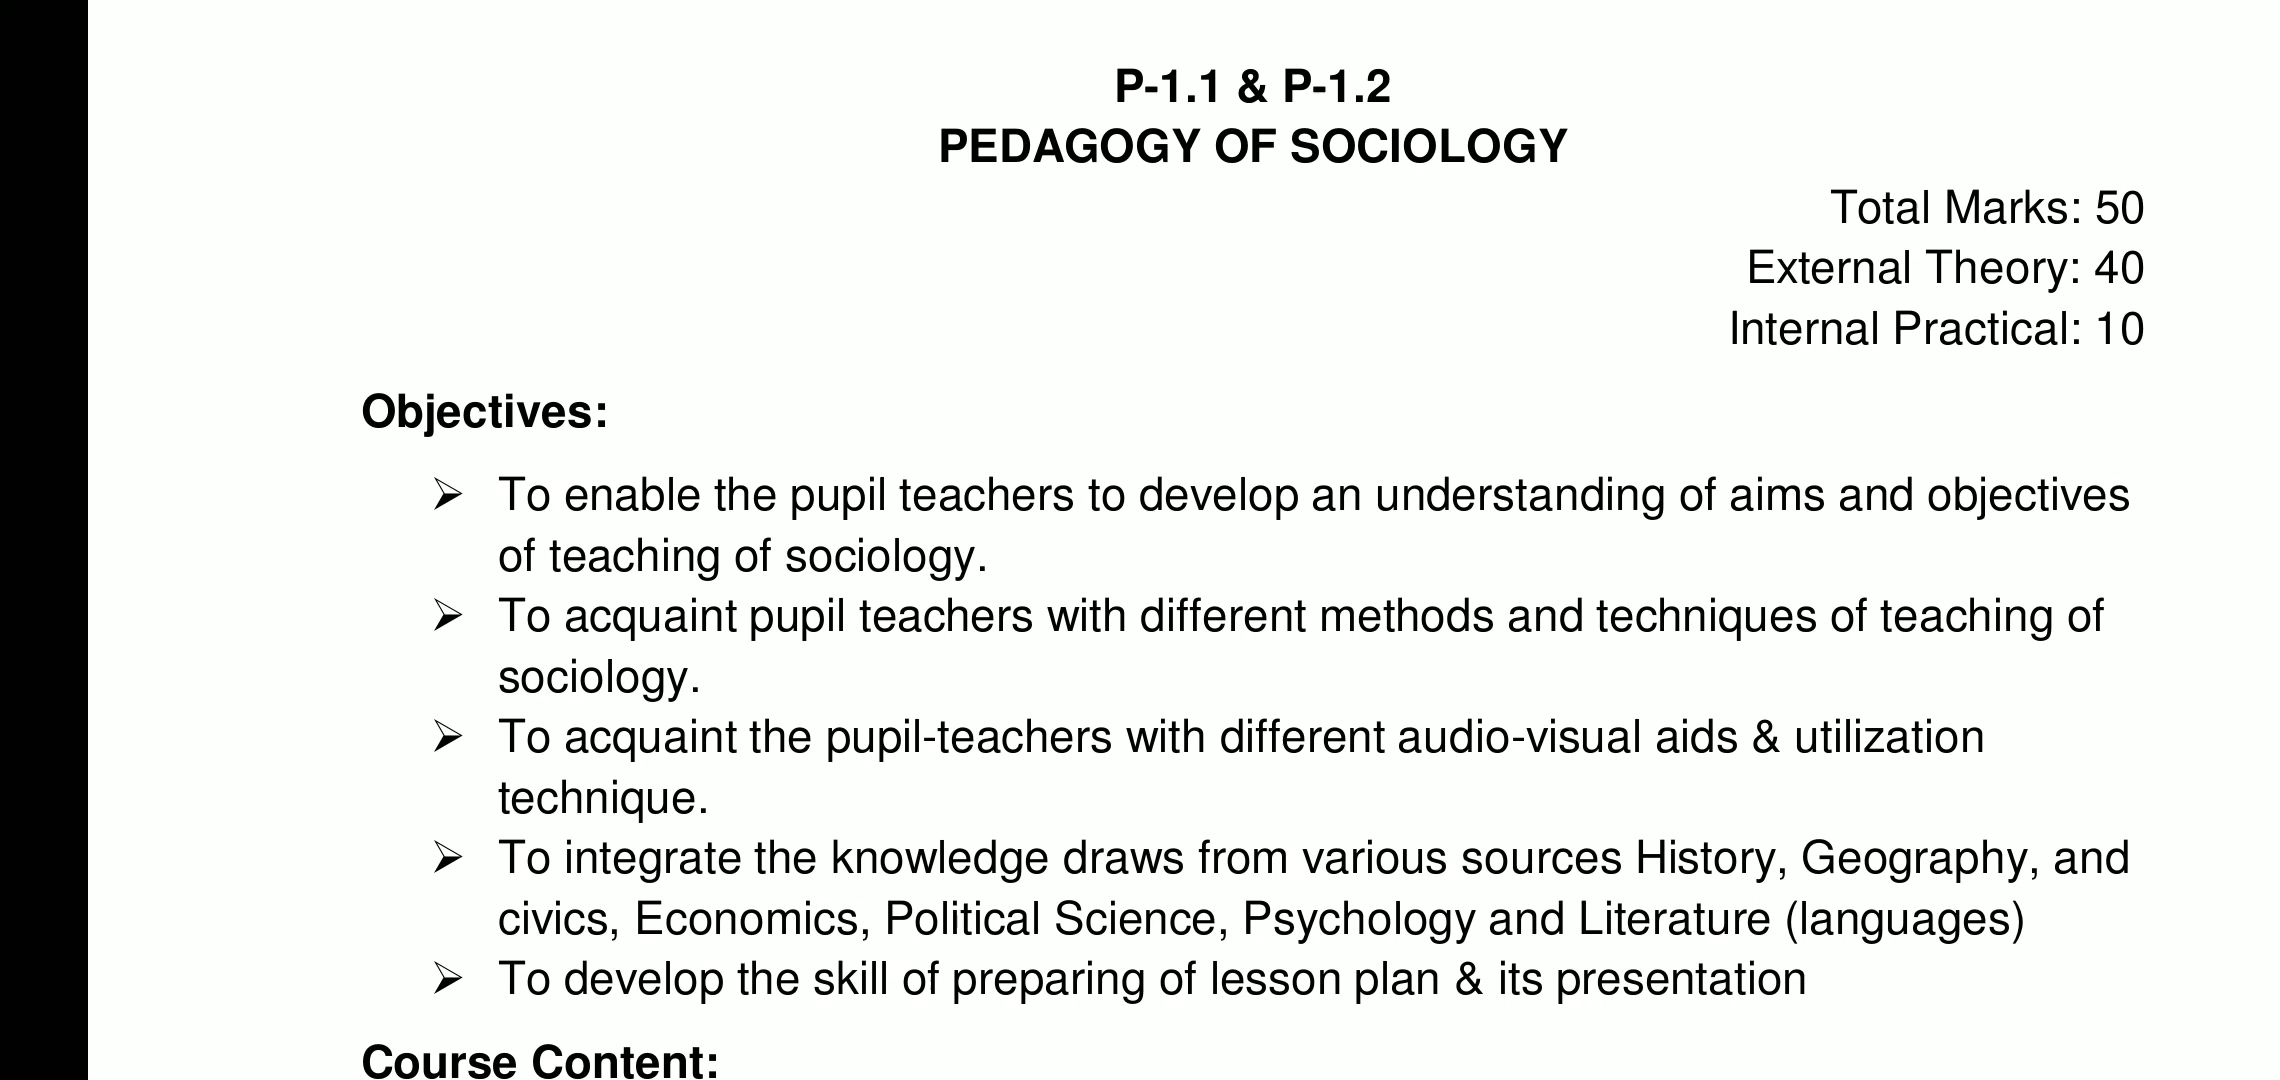 P-1.1 & P-1.2
PEDAGOGY OF SOCIOLOGY
Total Marks: 50
External Theory: 40
Internal Practical: 10
Objectives:
➢ To enable the pupil teachers to develop an understanding of aims and objectives
of teaching of sociology.
➢ To acquaint pupil teachers with different methods and techniques of teaching of
sociology.
➢ To acquaint the pupil-teachers with different audio-visual aids & utilization
technique.
➢ To integrate the knowledge draws from various sources History, Geography, and
civics, Economics, Political Science, Psychology and Literature (languages)
➢ To develop the skill of preparing of lesson plan & its presentation
Course Content: